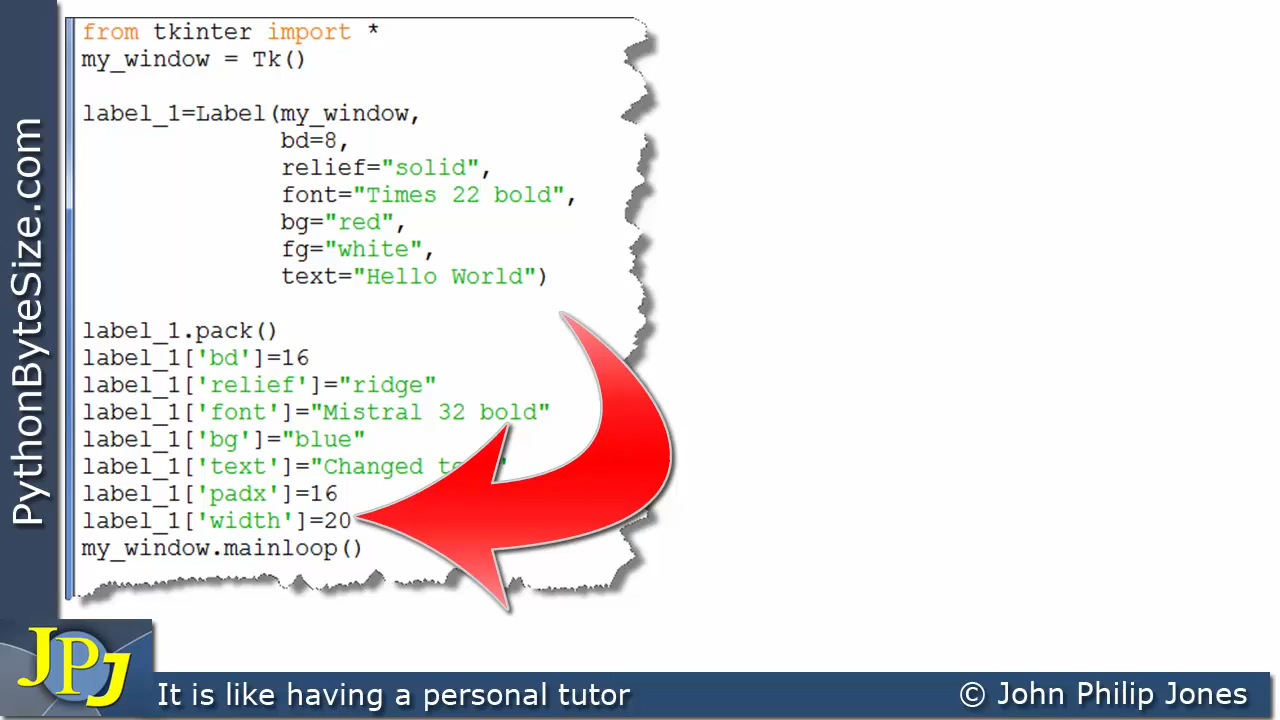 from tkinter import *
my_window = Tk()
label_1=Label(my_window,
bd=8,
relief="solid",
font="Times 22 bold",
bg="red",
fg="white",
text="Hello World")
label_1.pack()
label_1['bd']=16
label_1['relief']="ridge"
label_1['font']="Mistral 32 bold"
label_1['bg']="blue"
label_1['text']="Changed
label_1['padx']=16
label_1['width']=20
my_window.mainloop()
PythonByteSize.com
JPJ
It is like having a personal tutor
© John Philip Jones